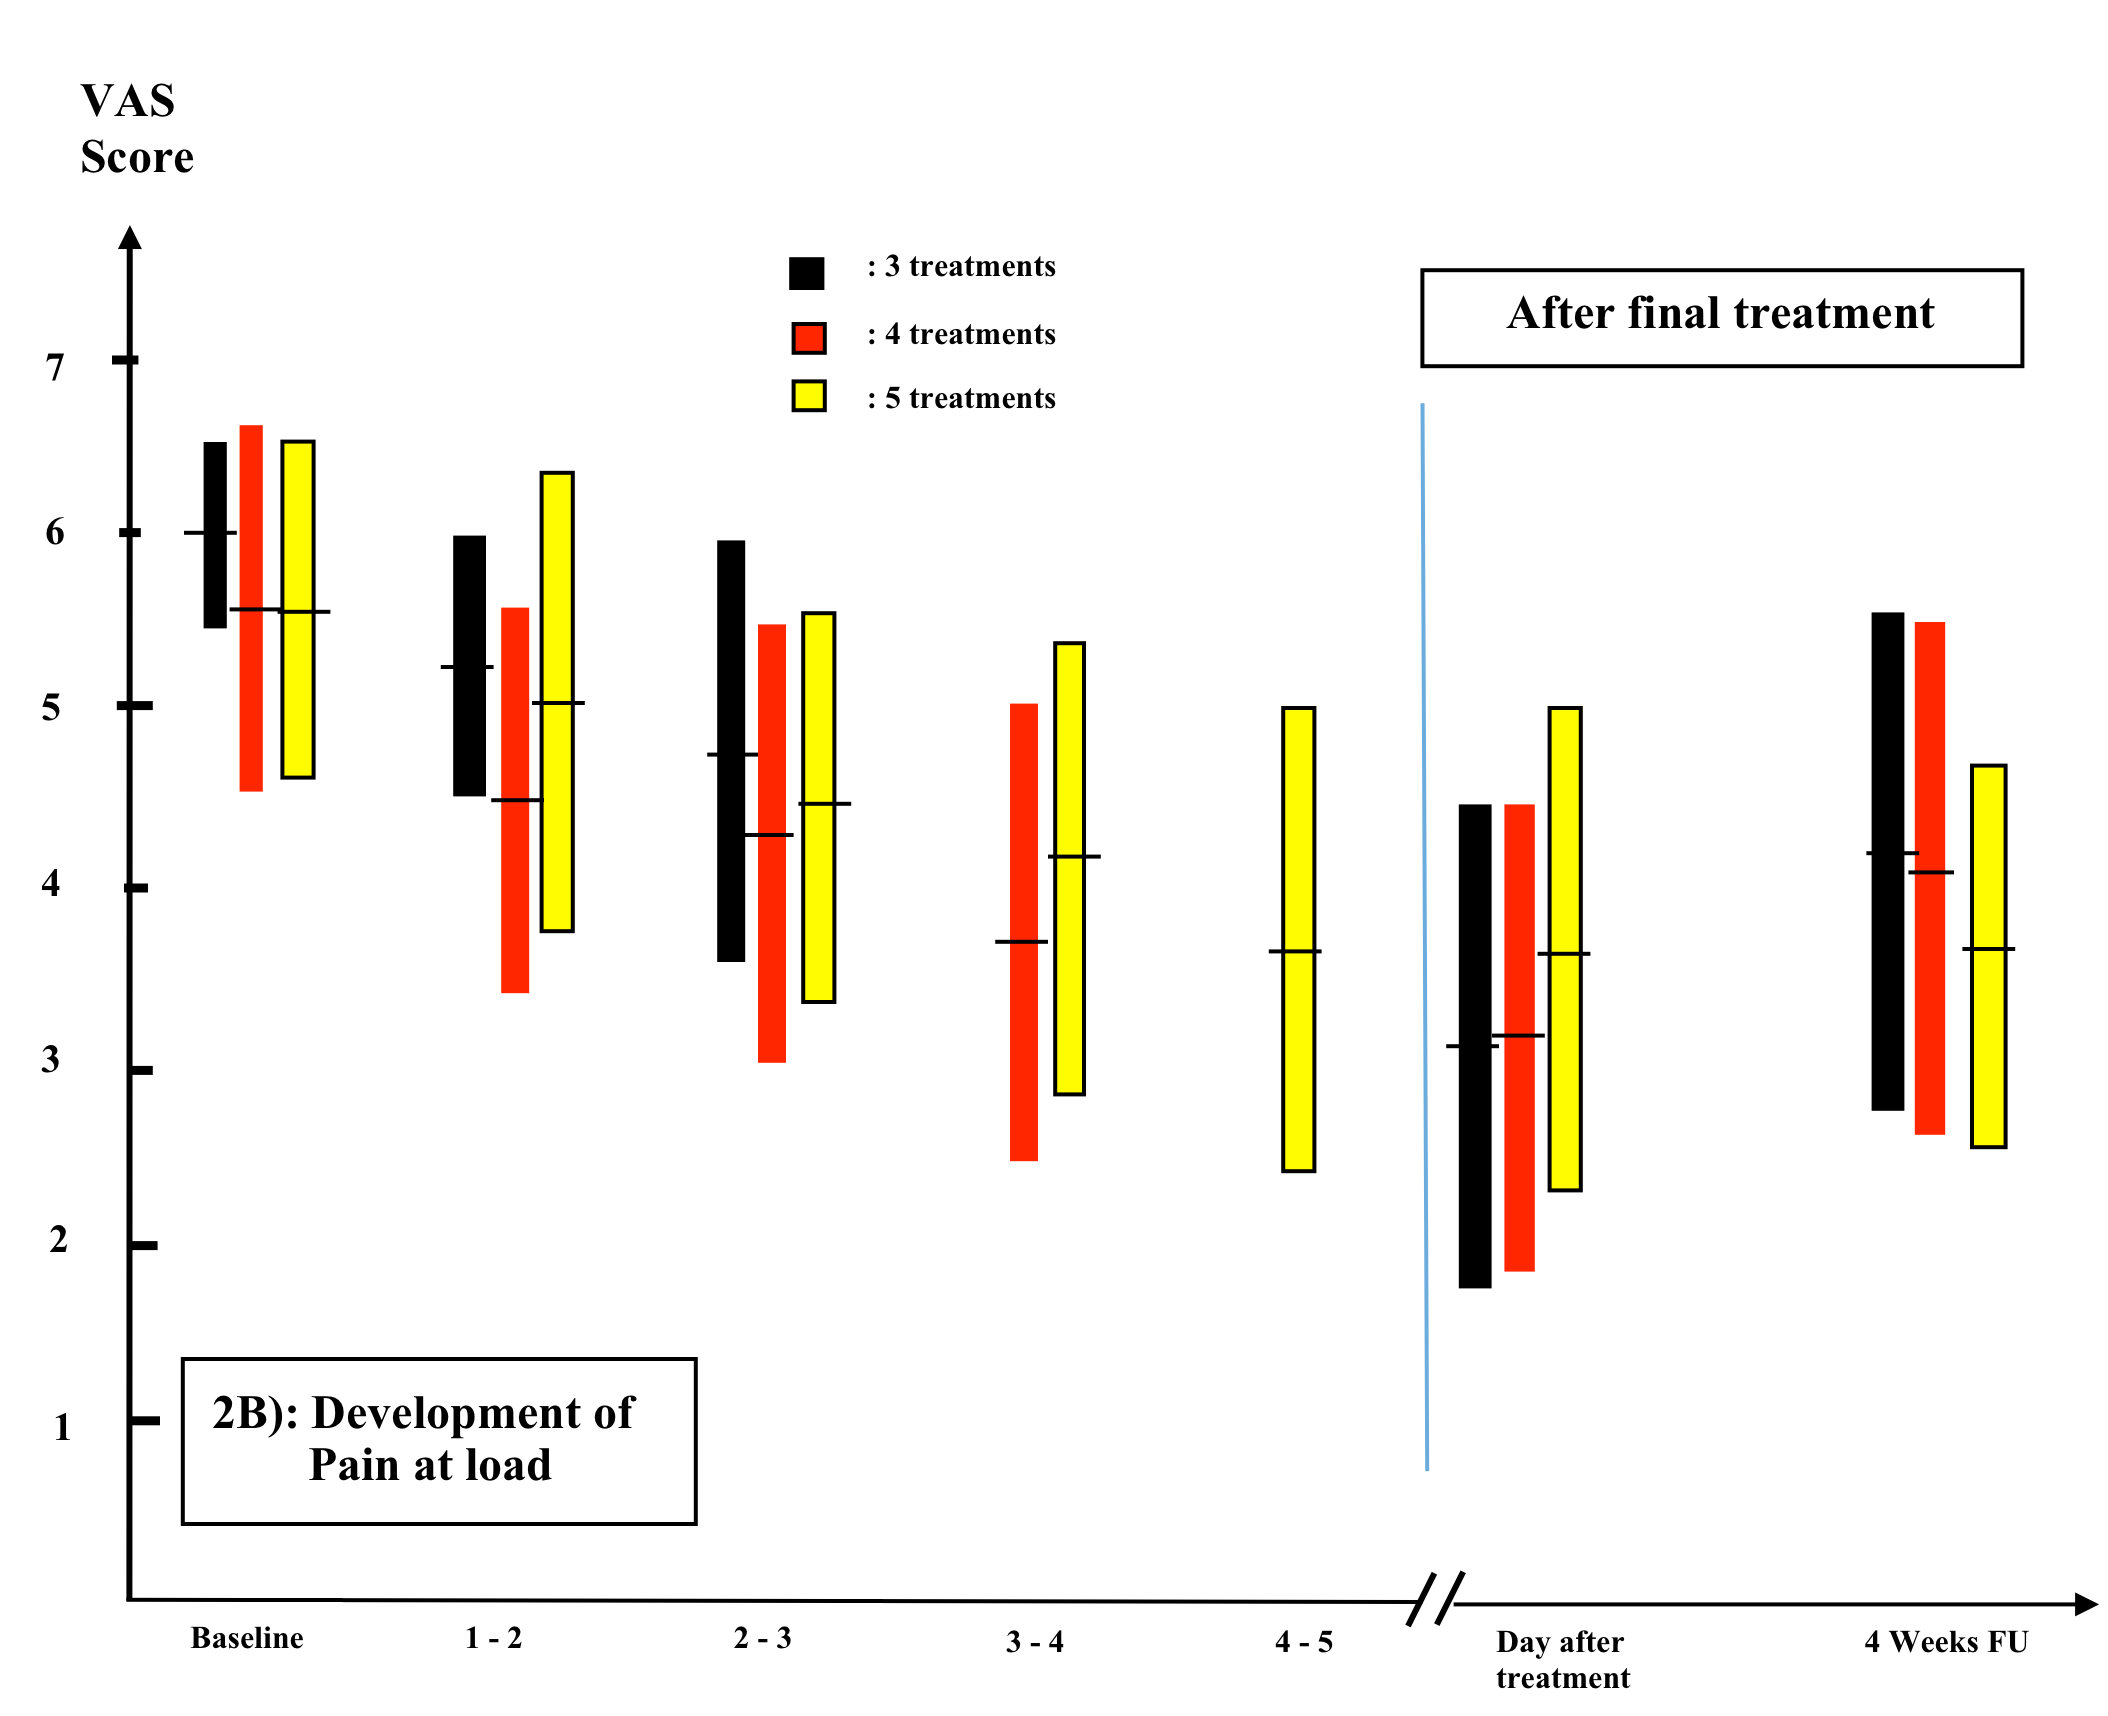 VAS
Score
: 3 treatments
: 4 treatments
: 5 treatments
After final treatment
7
6
5
4
3
2
1
2B): Development of
Pain at load
Baseline
1 - 2
2 - 3
3 - 4
4 - 5
Day after
treatment
4 Weeks FU